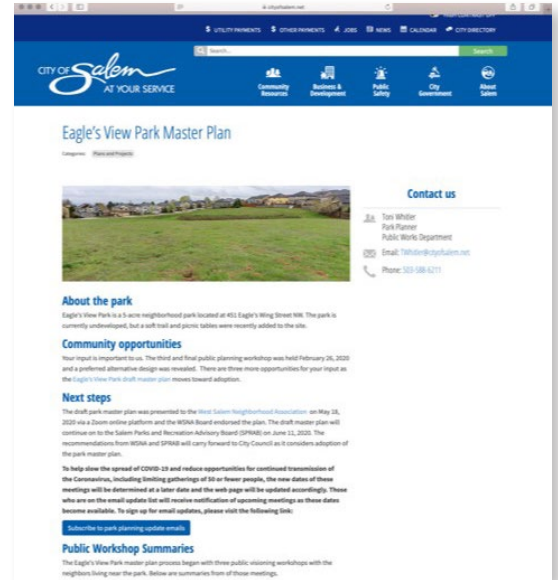 cityofsalem.net
$ UTILITY PAYMENTS $ OTHER PAYMENTS JOBS NEWS CALENDAR CITY DIRECTORY
Search... Search
CITY OF Salem
AT YOUR SERVICE
Community Resources
Business & Development
Public Safety
City Government
About Salem
Eagle's View Park Master Plan
Categories: Plans and Projects
Contact us
Toni Whitler
Park Planner
Public Works Department
Email: TWhitler@cityofsalem.net
Phone: 503-588-6211
About the park
Eagle's View Park is a 5-acre neighborhood park located at 451 Eagle's Wing Street NW. The park is
currently undeveloped, but a soft trail and picnic tables were recently added to the site.
Community opportunities
Your input is important to us. The third and final public planning workshop was held February 26, 2020
and a preferred alternative design was revealed. There are three more opportunities for your input as
the Eagle's View Park draft master plan moves toward adoption.
Next steps
The draft park master plan was presented to the West Salem Neighborhood Association on May 18,
2020 via a Zoom online platform and the WSNA Board endorsed the plan. The draft master plan will
continue on to the Salem Parks and Recreation Advisory Board (SPRAB) on June 11, 2020. The
recommendations from WSNA and SPRAB will carry forward to City Council as it considers adoption of
the park master plan.
To help slow the spread of COVID-19 and reduce opportunities for continued transmission of
the Coronavirus, including limiting gatherings of 50 or fewer people, the new dates of these
meetings will be determined at a later date and the web page will be updated accordingly. Those
who are on the email update list will receive notification of upcoming meetings as these dates
become available. To sign up for email updates, please visit the following link:
Subscribe to park planning update emails
Public Workshop Summaries
The Eagle's View Park master plan process began with three public visioning workshops with the
neighbors living near the park. Below are summaries from of those meetings.